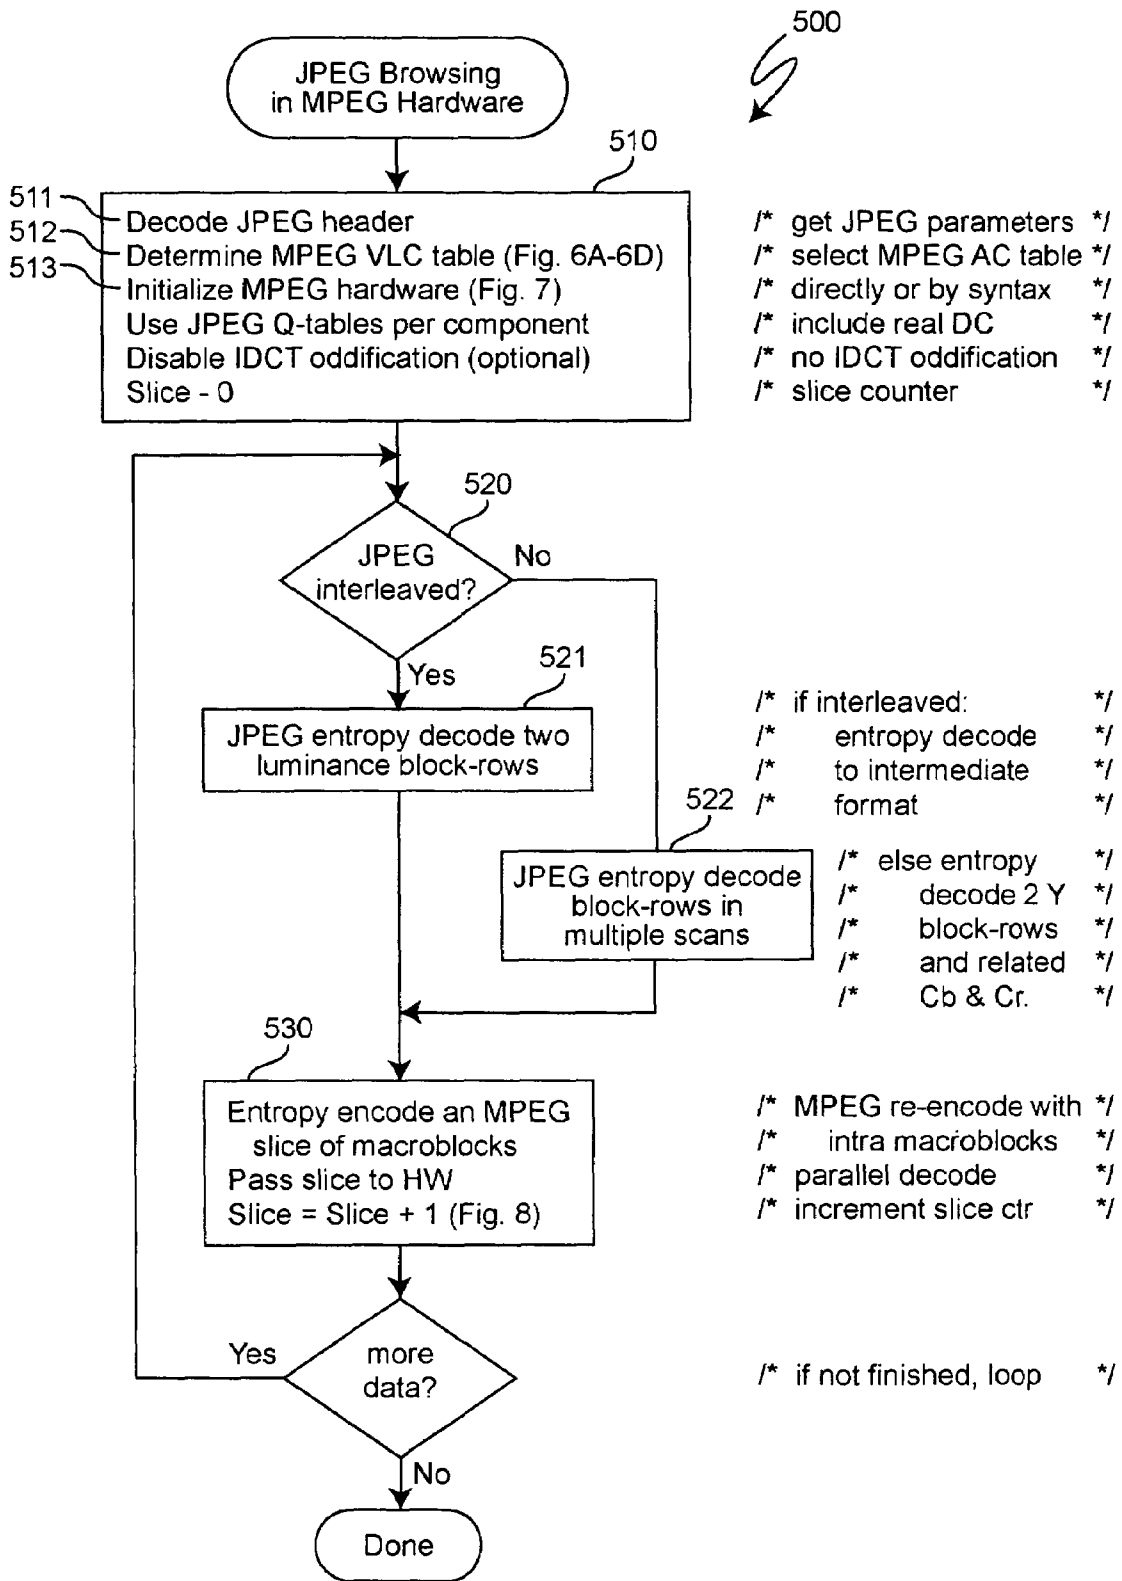 500
JPEG Browsing
in MPEG Hardware
510
511
Decode JPEG header
/* get JPEG parameters */
512
Determine MPEG VLC table (Fig. 6A-6D)
/* select MPEG AC table */
513
Initialize MPEG hardware (Fig. 7)
/* directly or by syntax */
Use JPEG Q-tables per component
/* include real DC */
Disable IDCT oddification (optional)
/* no IDCT oddification */
Slice - 0
/* slice counter */
520
JPEG
interleaved?
No
Yes
521
JPEG entropy decode two
luminance block-rows
/* if interleaved: */
/* entropy decode */
/* to intermediate */
/* format */
522
JPEG entropy decode
block-rows in
multiple scans
/* else entropy */
/* decode 2 Y */
/* block-rows */
/* and related */
/* Cb & Cr. */
530
Entropy encode an MPEG
slice of macroblocks
Pass slice to HW
Slice = Slice + 1 (Fig. 8)
/* MPEG re-encode with */
/* intra macroblocks */
/* parallel decode */
/* increment slice ctr */
Yes
more
data?
/* if not finished, loop */
No
Done